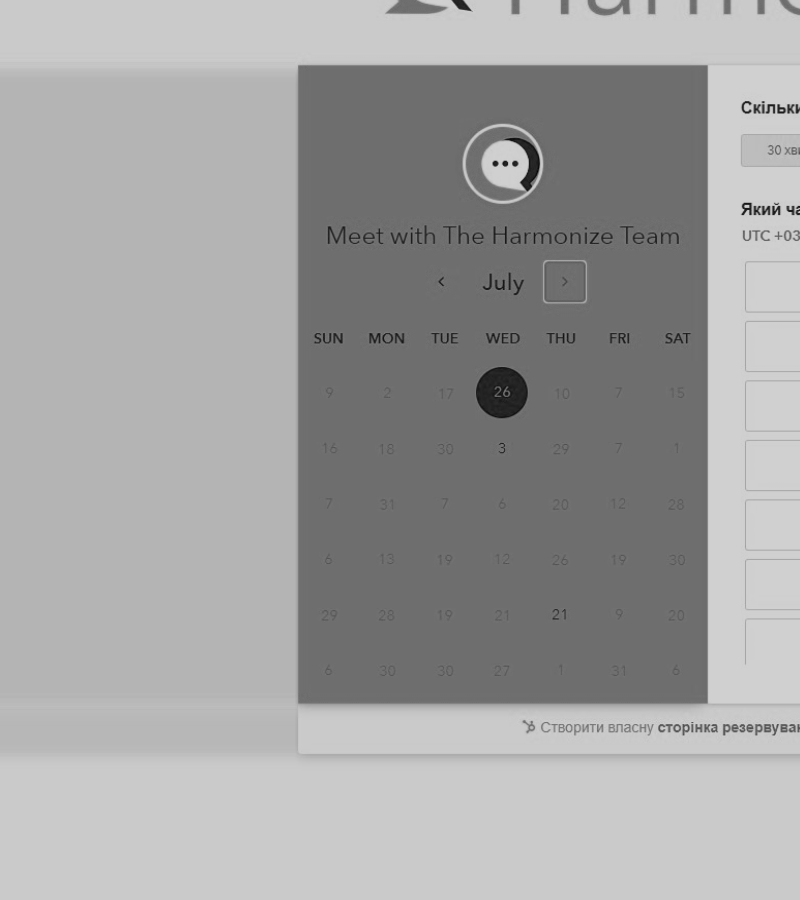 Harmo
Meet with The Harmonize Team
July
SUN MON TUE WED THU FRI SAT
9 2 17 26 10 7 15
16 18 30 3 29 7 1
7 31 7 6 20 12 28
6 13 19 12 26 19 30
29 28 19 21 21 9 20
6 30 30 27 1 31 6
Скільки
30 хви
Який ча
UTC +03
Створити власну сторінка резервуван